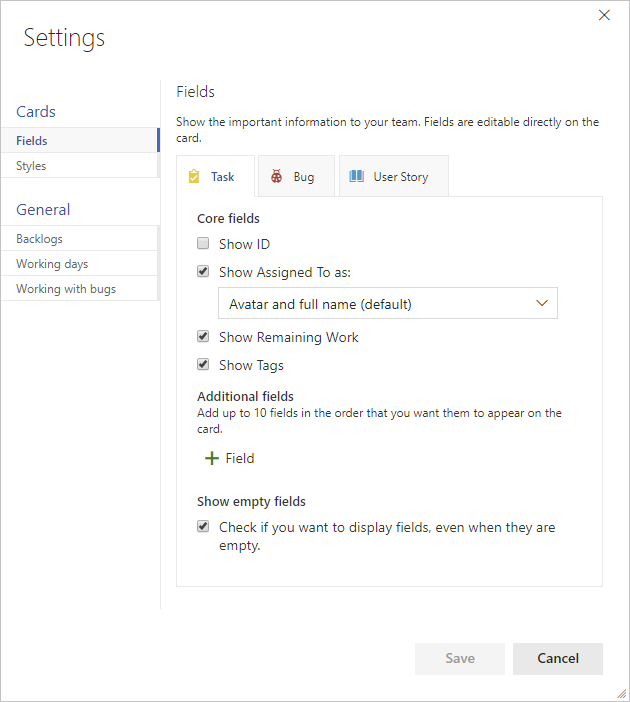 Settings
Cards
Fields
Styles
General
Backlogs
Working days
Working with bugs
Fields
Show the important information to your team. Fields are editable directly on the
card.
Task
Bug
User Story
Core fields
Show ID
Show Assigned To as:
Avatar and full name (default)
Show Remaining Work
Show Tags
Additional fields
Add up to 10 fields in the order that you want them to appear on the
card.
Field
Show empty fields
Check if you want to display fields, even when they are
empty.
Save
Cancel